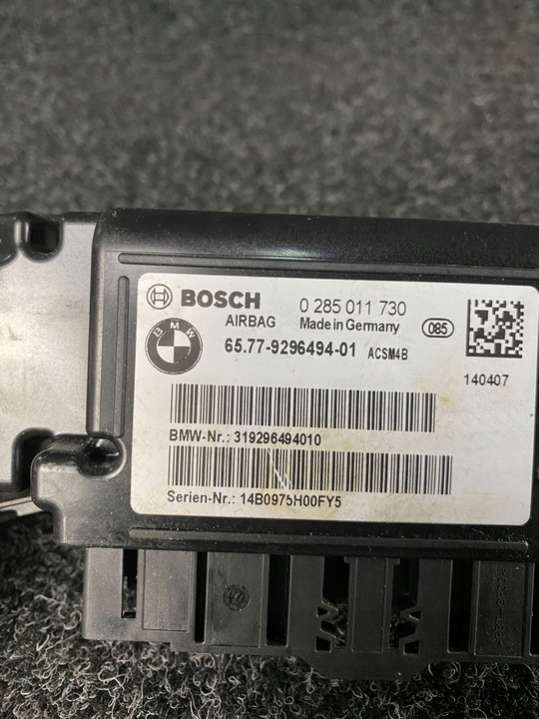 BOSCH 0 285 011 730
AIRBAG Made in Germany 085
BMW 65.77-9296494-01 ACSM4B
140407
BMW-Nr.: 319296494010
Serien-Nr.: 14B0975H00FY5